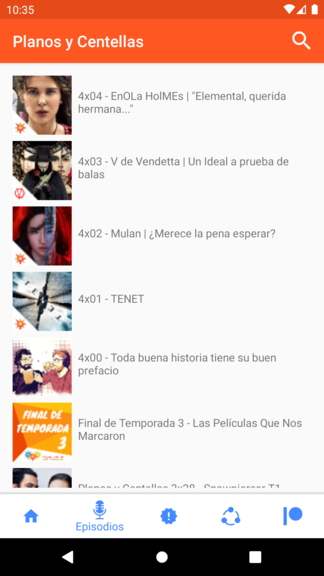 10:35
Planos y Centellas
4x04 - EnOLa HolMEs | "Elemental, querida
hermana..."
4x03 - V de Vendetta | Un Ideal a prueba de
balas
4x02 - Mulan | ¿Merece la pena esperar?
4x01 - TENET
4x00 - Toda buena historia tiene su buen
prefacio
FINAL DE
TEMPORADA
3
Final de Temporada 3 - Las Películas Que Nos
Marcaron
Planos y Centellas 3x28 - Snowpiercer T1
Episodios